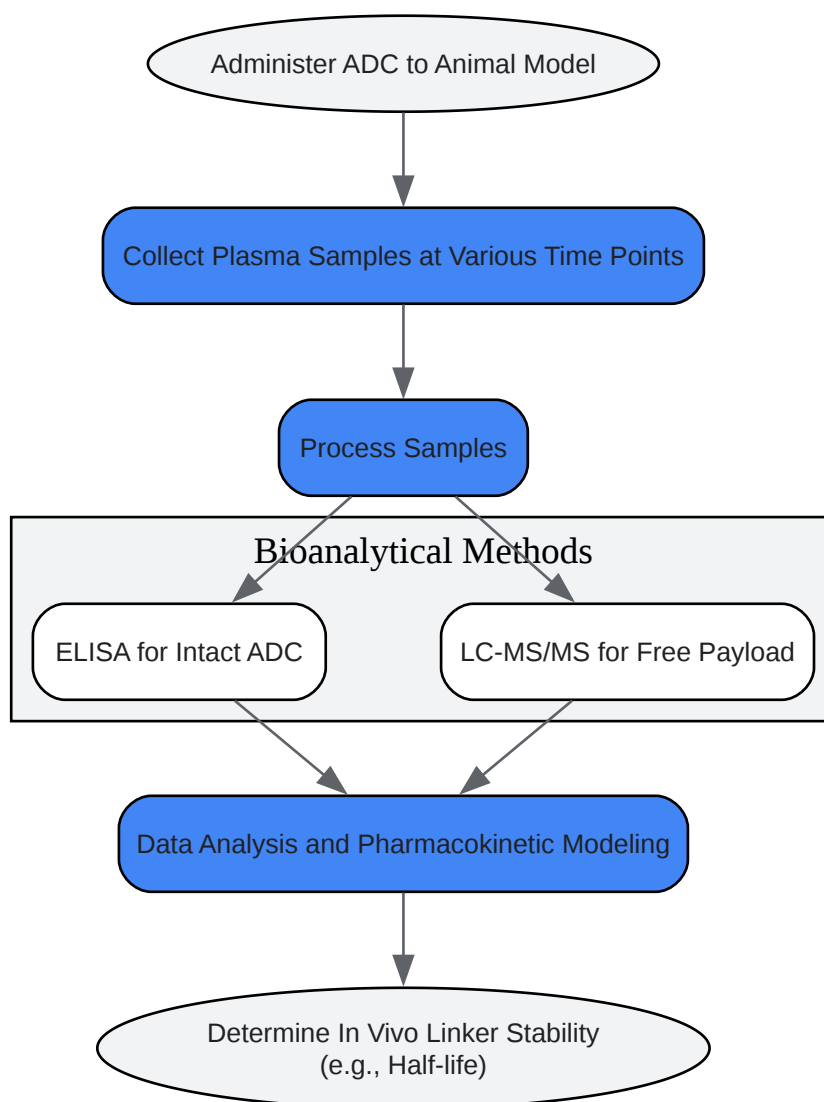 Administer ADC to Animal Model
Collect Plasma Samples at Various Time Points
Process Samples
Bioanalytical Methods
ELISA for Intact ADC
LC-MS/MS for Free Payload
Data Analysis and Pharmacokinetic Modeling
Determine In Vivo Linker Stability
(e.g., Half-life)